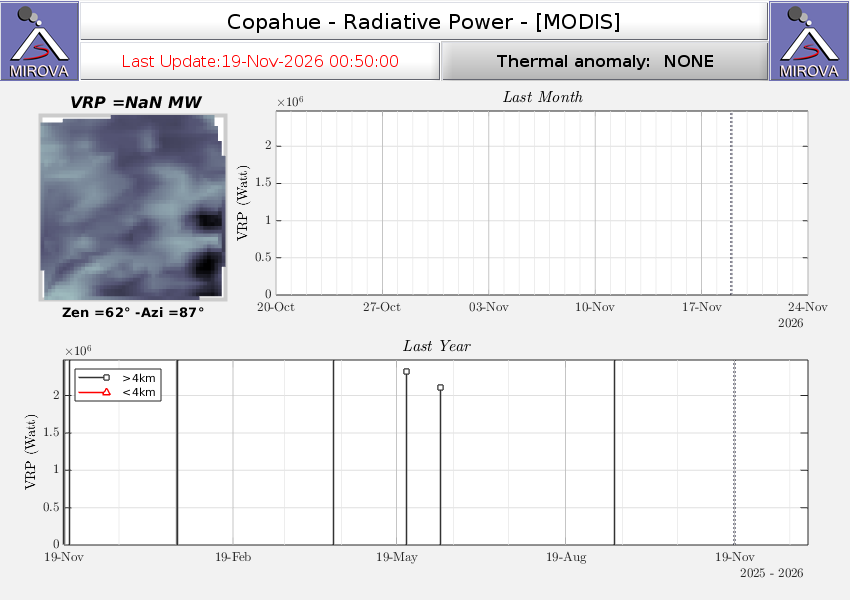 Copahue - Radiative Power - [MODIS]
MIROVA
Last Update:19-Nov-2026 00:50:00
Thermal anomaly: NONE
MIROVA
VRP =NaN MW
Zen =62° -Azi =87°
Last Month
×10⁶
VRP (Watt)
2
1.5
1
0.5
0
20-Oct 27-Oct 03-Nov 10-Nov 17-Nov 24-Nov
2026
Last Year
×10⁶
VRP (Watt)
>4km
<4km
2
1.5
1
0.5
0
19-Nov 19-Feb 19-May 19-Aug 19-Nov
2025 - 2026